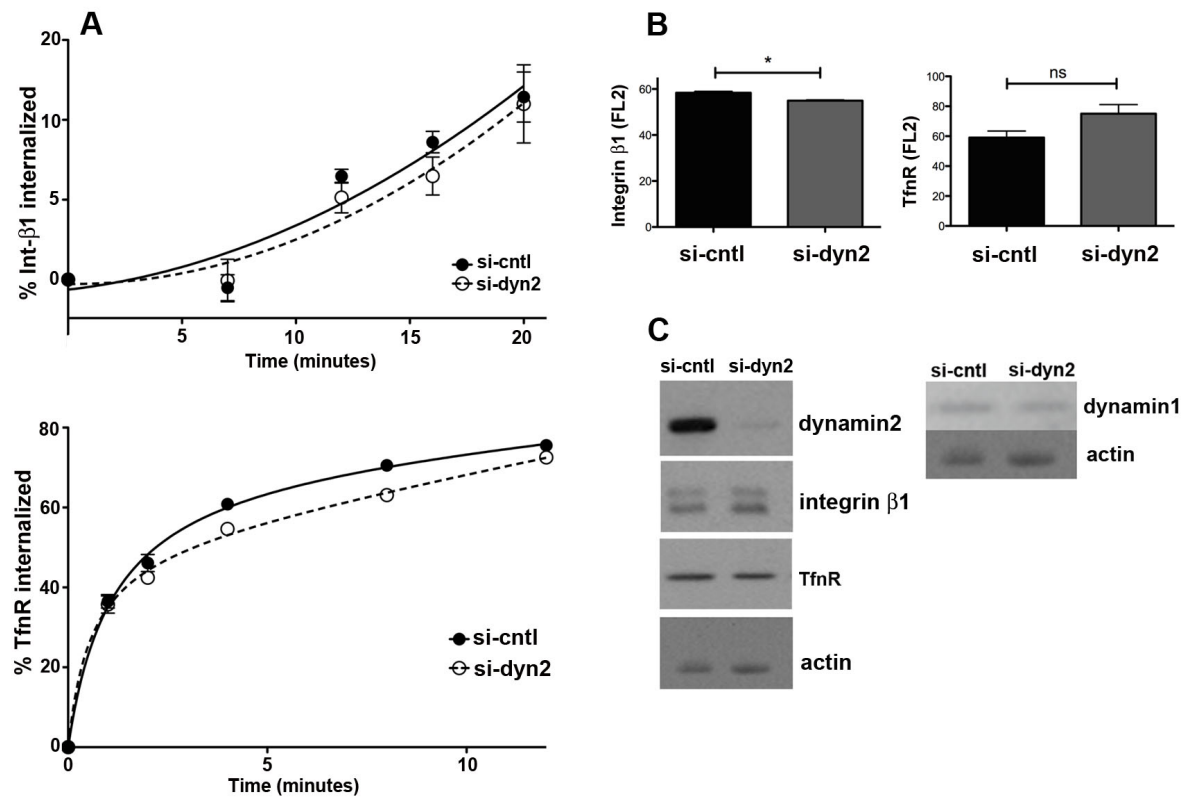 A
20
10
5
0
% Int-β1 internalized
si-cntl
si-dyn2
5
10
15
20
Time (minutes)
80
60
40
20
0
% TfnR internalized
si-cntl
si-dyn2
0
5
10
Time (minutes)
B
*
60
40
20
0
Integrin β1 (FL2)
si-cntl
si-dyn2
ns
100
80
60
40
20
0
TfnR (FL2)
si-cntl
si-dyn2
C
si-cntl si-dyn2
dynamin2
integrin β1
TfnR
actin
si-cntl si-dyn2
dynamin1
actin